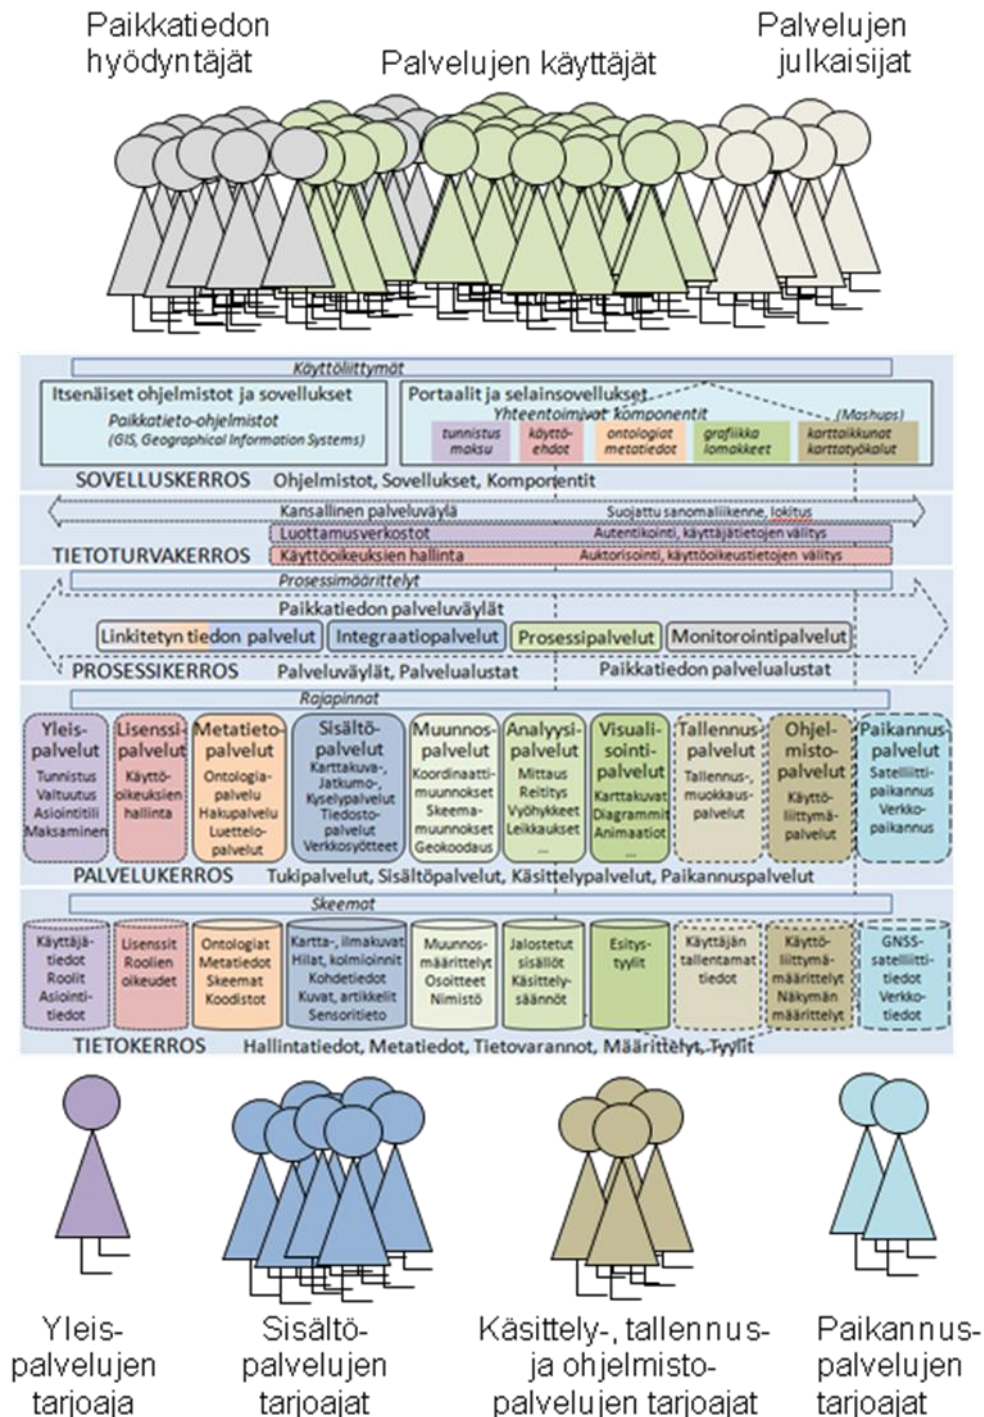 Paikkatiedon
hyödyntäjät
Palvelujen käyttäjät
Palvelujen
julkaisijat
Käyttöliittymät
Itsenäiset ohjelmistot ja sovellukset
Paikkatieto-ohjelmistot
(GIS, Geographical Information Systems)
Portaalit ja selainsovellukset
Yhteentoimivat komponentit
(Mashups)
tunnistus
maksu
käyttö-
ehdot
ontologiat
metatiedot
grafiikka
lomakkeet
karttaikkunat
karttatyökalut
SOVELLUSKERROS Ohjelmistot, Sovellukset, Komponentit
Kansallinen palveluväylä Suojattu sanomaliikenne, lokitus
Luottamusverkostot Autentikointi, käyttäjätietojen välitys
TIETOTURVAKERROS Käyttöoikeuksien hallinta Auktorisointi, käyttöoikeustietojen välitys
Prosessimäärittelyt
Paikkatiedon palveluväylät
Linkitetyn tiedon palvelut Integraatiopalvelut Prosessipalvelut Monitorointipalvelut
PROSESSIKERROS Palveluväylät, Palvelualustat Paikkatiedon palvelualustat
Rajapinnat
Yleis-
palvelut
Tunnistus
Valtuutus
Asiointitili
Maksaminen
Lisenssi-
palvelut
Käyttö-
oikeuksien
hallinta
Metatieto-
palvelut
Ontologia-
palvelu
Hakupalvelu
Luettelo-
palvelut
Sisältö-
palvelut
Karttakuva-,
Jatkumo-,
Kyselypalvelut
Tiedosto-
palvelut
Verkkosyötteet
Muunnos-
palvelut
Koordinaatti-
muunnokset
Skeema-
muunnokset
Geokoodaus
Analyysi-
palvelut
Mittaus
Reititys
Vyöhykkeet
Leikkaukset
...
Visuali-
sointi-
palvelut
Karttakuvat
Diagrammit
Animaatiot
...
Tallennus-
palvelut
Tallennus-,
muokkaus-
palvelut
Ohjel-
misto-
palvelut
Käyttö-
liittymä-
palvelut
Paikannus-
palvelut
Satelliitti-
paikannus
Verkko-
paikannus
PALVELUKERROS Tukipalvelut, Sisältöpalvelut, Käsittelypalvelut, Paikannuspalvelut
Skeemat
Käyttäjä-
tiedot
Roolit
Asiointi-
tiedot
Lisenssit
Roolien
oikeudet
Ontologiat
Metatiedot
Skeemat
Koodistot
Kartta-, ilmakuvat
Hilat, kolmioinnit
Kohdetiedot
Kuvat, artikkelit
Sensoritieto
Muunnos-
määrittelyt
Osoitteet
Nimistö
Jalostetut
sisällöt
Käsittely-
säännöt
Esitys-
tyylit
Käyttäjän
tallentamat
tiedot
Käyttö-
liittymä-
määrittelyt
Näkymän
määrittelyt
GNSS-
satelliitti-
tiedot
Verkko-
tiedot
TIETOKERROS Hallintatiedot, Metatiedot, Tietovarannot, Määrittelyt, Tyylit
Yleis-
palvelujen
tarjoaja
Sisältö-
palvelujen
tarjoajat
Käsittely-, tallennus-
ja ohjelmisto-
palvelujen tarjoajat
Paikannus-
palvelujen
tarjoajat